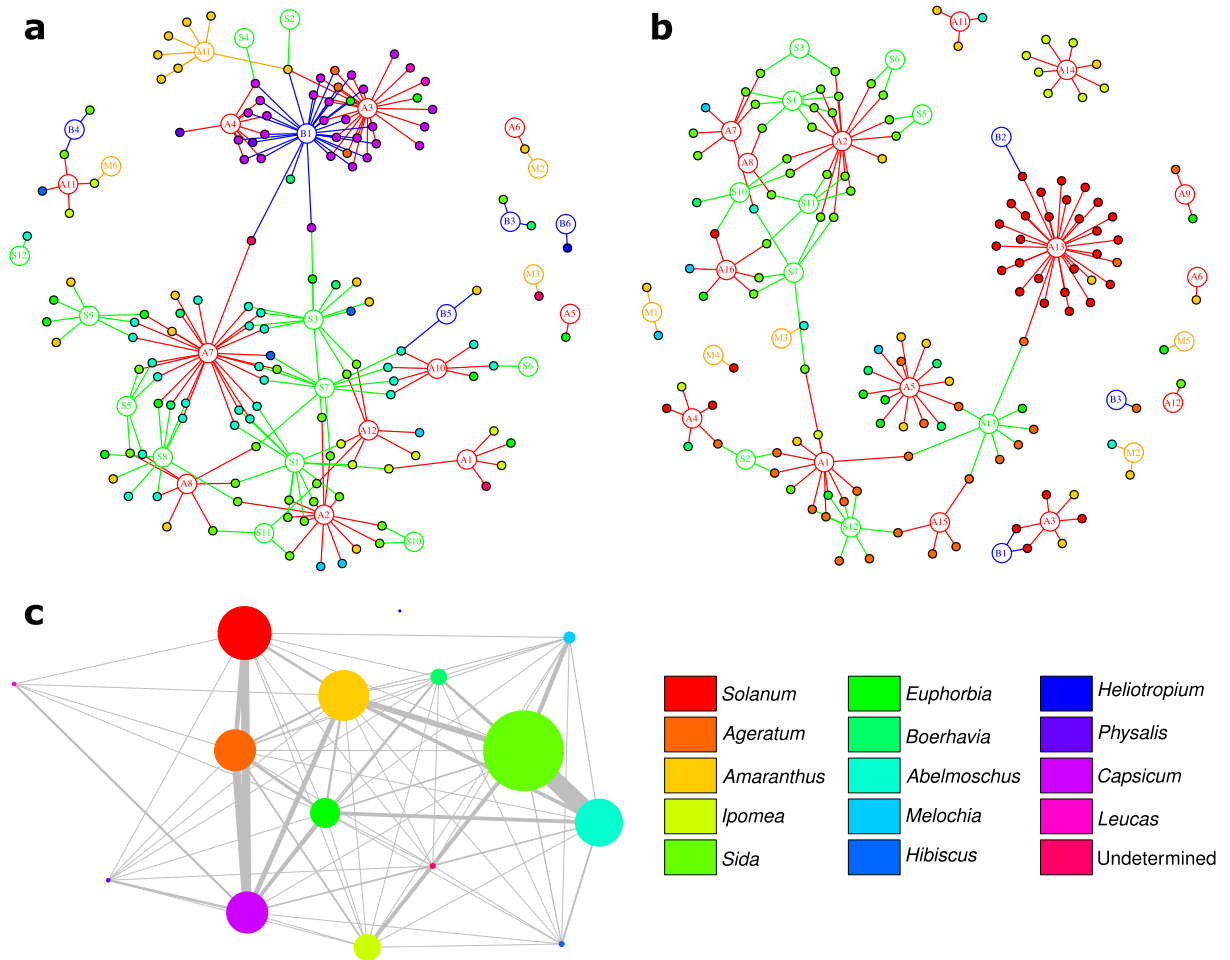 a
S2
S4
M1
A3
A4
B1
B4
A11
M6
S12
A6
M2
B3
B6
M3
A5
S9
S3
B5
A7
A10
S6
S7
S5
A12
S8
S1
A1
A8
A2
S11
S10
b
A11
S3
S6
A14
S1
S5
A7
A2
B2
A8
S10
S11
A9
A13
A16
S7
A6
M1
M3
M5
M4
A5
B3
A12
A4
S13
S2
A1
M2
S12
A15
A3
B1
c
Solanum
Ageratum
Amaranthus
Ipomea
Sida
Euphorbia
Boerhavia
Abelmoschus
Melochia
Hibiscus
Heliotropium
Physalis
Capsicum
Leucas
Undetermined